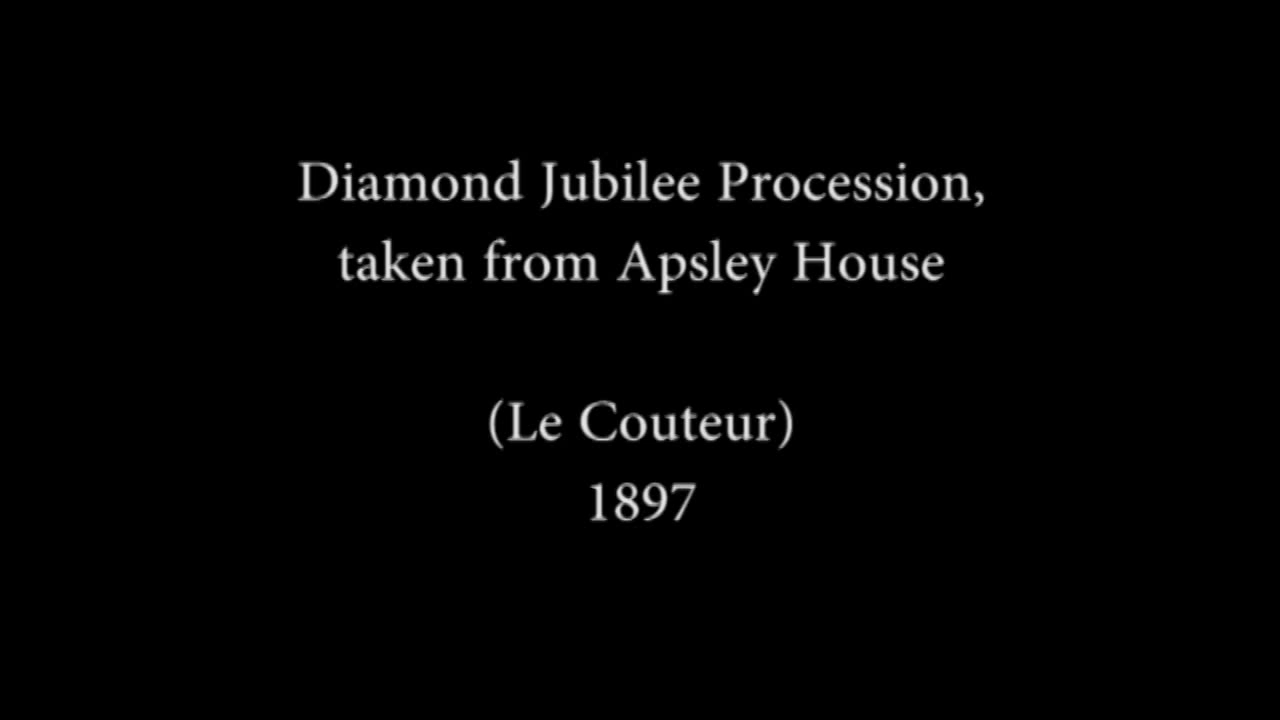 Diamond Jubilee Procession,
taken from Apsley House
(Le Couteur)
1897